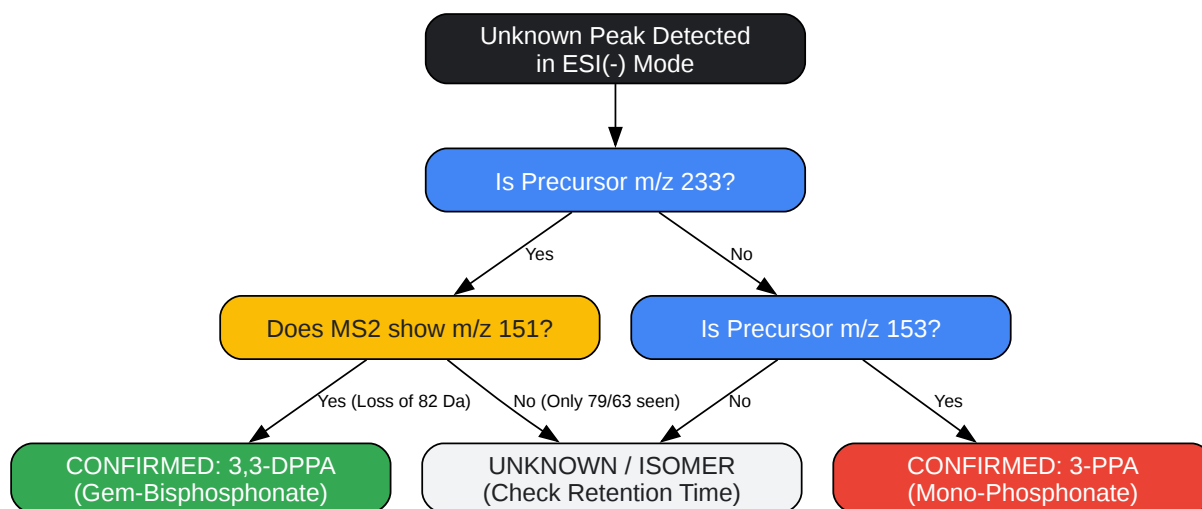 Unknown Peak Detected
in ESI(-) Mode
Is Precursor m/z 233?
Yes
No
Does MS2 show m/z 151?
Is Precursor m/z 153?
Yes (Loss of 82 Da)
No (Only 79/63 seen)
No
Yes
CONFIRMED: 3,3-DPPA
(Gem-Bisphosphonate)
UNKNOWN / ISOMER
(Check Retention Time)
CONFIRMED: 3-PPA
(Mono-Phosphonate)